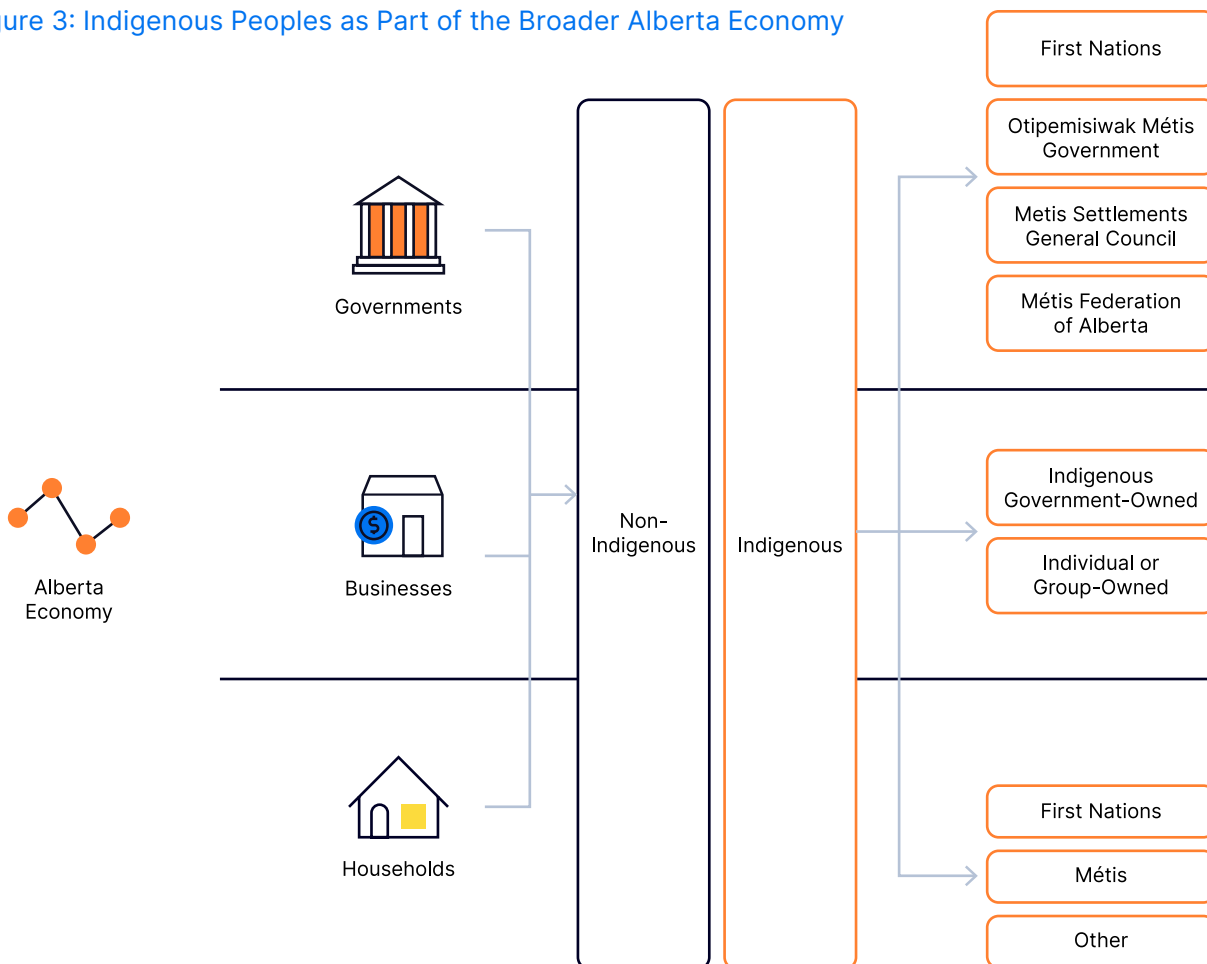 gure 3: Indigenous Peoples as Part of the Broader Alberta Economy
First Nations
Otipemisiwak Métis
Government
Metis Settlements
General Council
Métis Federation
of Alberta
Governments
Indigenous
Government-Owned
Individual or
Group-Owned
Non-
Indigenous
Indigenous
$
Businesses
Alberta
Economy
First Nations
Métis
Other
Households